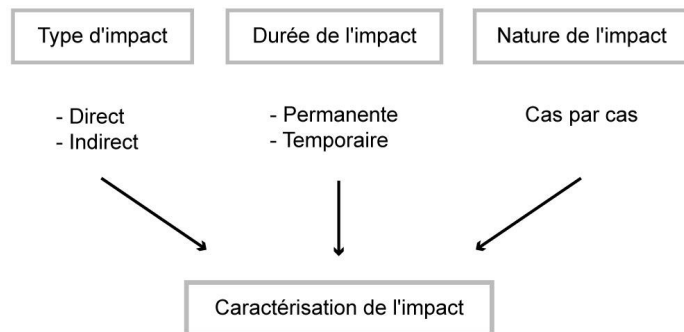 Type d'impact
Durée de l'impact
Nature de l'impact
- Direct
- Indirect
- Permanente
- Temporaire
Cas par cas
Caractérisation de l'impact